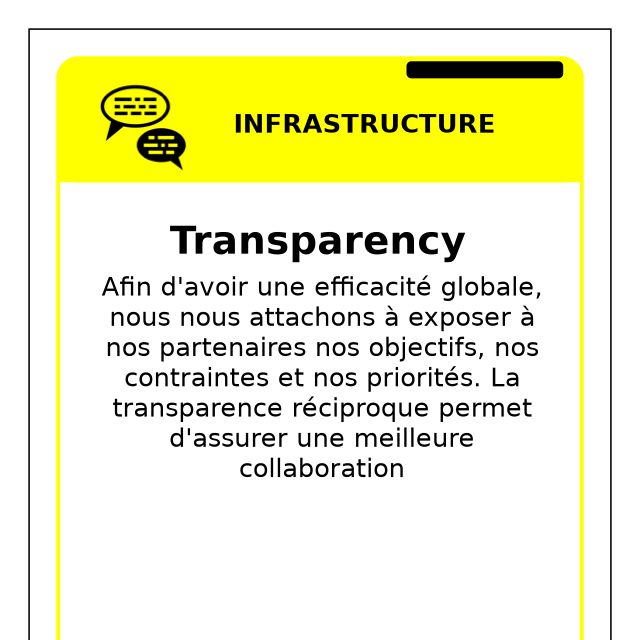 INFRASTRUCTURE
Transparency
Afin d'avoir une efficacité globale,
nous nous attachons à exposer à
nos partenaires nos objectifs, nos
contraintes et nos priorités. La
transparence réciproque permet
d'assurer une meilleure
collaboration